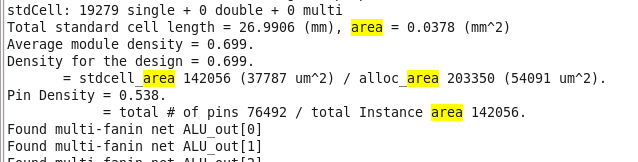 stdCell: 19279 single + 0 double + 0 multi
Total standard cell length = 26.9906 (mm), area = 0.0378 (mm^2)
Average module density = 0.699.
Density for the design = 0.699.
= stdcell_area 142056 (37787 um^2) / alloc_area 203350 (54091 um^2).
Pin Density = 0.538.
= total # of pins 76492 / total Instance area 142056.
Found multi-fanin net ALU_out[0]
Found multi-fanin net ALU_out[1]
Found multi-fanin net ALU_out[2]